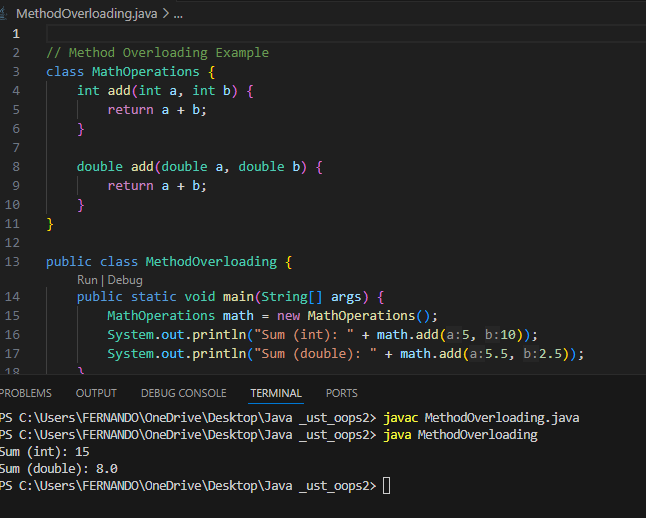 MethodOverloading.java > ...
1
2 // Method Overloading Example
3 class MathOperations {
4     int add(int a, int b) {
5         return a + b;
6     }
7
8     double add(double a, double b) {
9         return a + b;
10     }
11 }
12
13 public class MethodOverloading {
Run | Debug
14     public static void main(String[] args) {
15         MathOperations math = new MathOperations();
16         System.out.println("Sum (int): " + math.add(a:5, b:10));
17         System.out.println("Sum (double): " + math.add(a:5.5, b:2.5));
18     }
PROBLEMS OUTPUT DEBUG CONSOLE TERMINAL PORTS
PS C:\Users\FERNANDO\OneDrive\Desktop\Java _ust_oops2> javac MethodOverloading.java
PS C:\Users\FERNANDO\OneDrive\Desktop\Java _ust_oops2> java MethodOverloading
Sum (int): 15
Sum (double): 8.0
PS C:\Users\FERNANDO\OneDrive\Desktop\Java _ust_oops2>